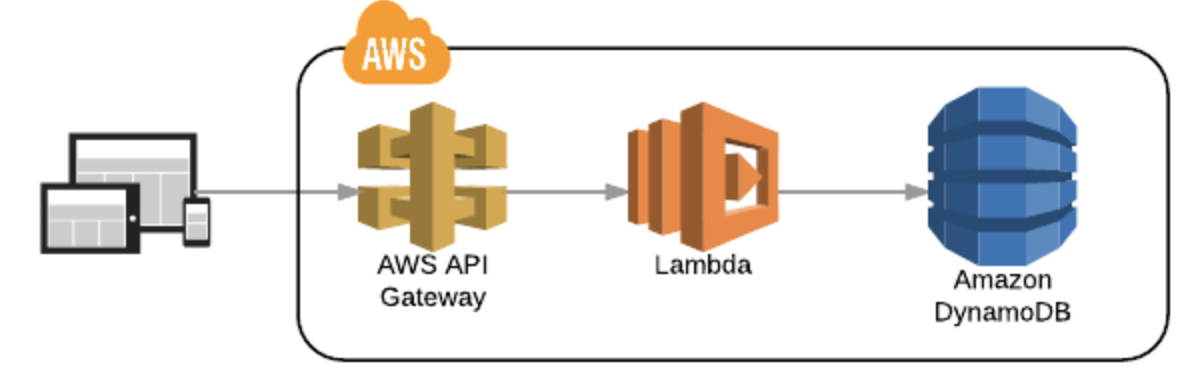 AWS
AWS API
Gateway
Lambda
Amazon
DynamoDB